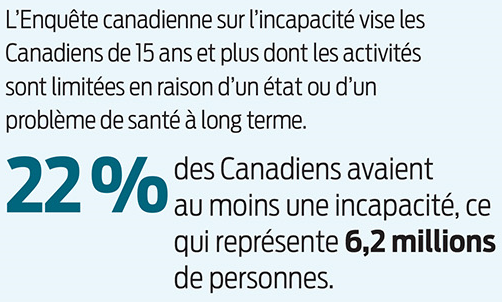 L’Enquête canadienne sur l’incapacité vise les
Canadiens de 15 ans et plus dont les activités
sont limitées en raison d’un état ou d’un
problème de santé à long terme.
22 % des Canadiens avaient
au moins une incapacité, ce
qui représente 6,2 millions
de personnes.